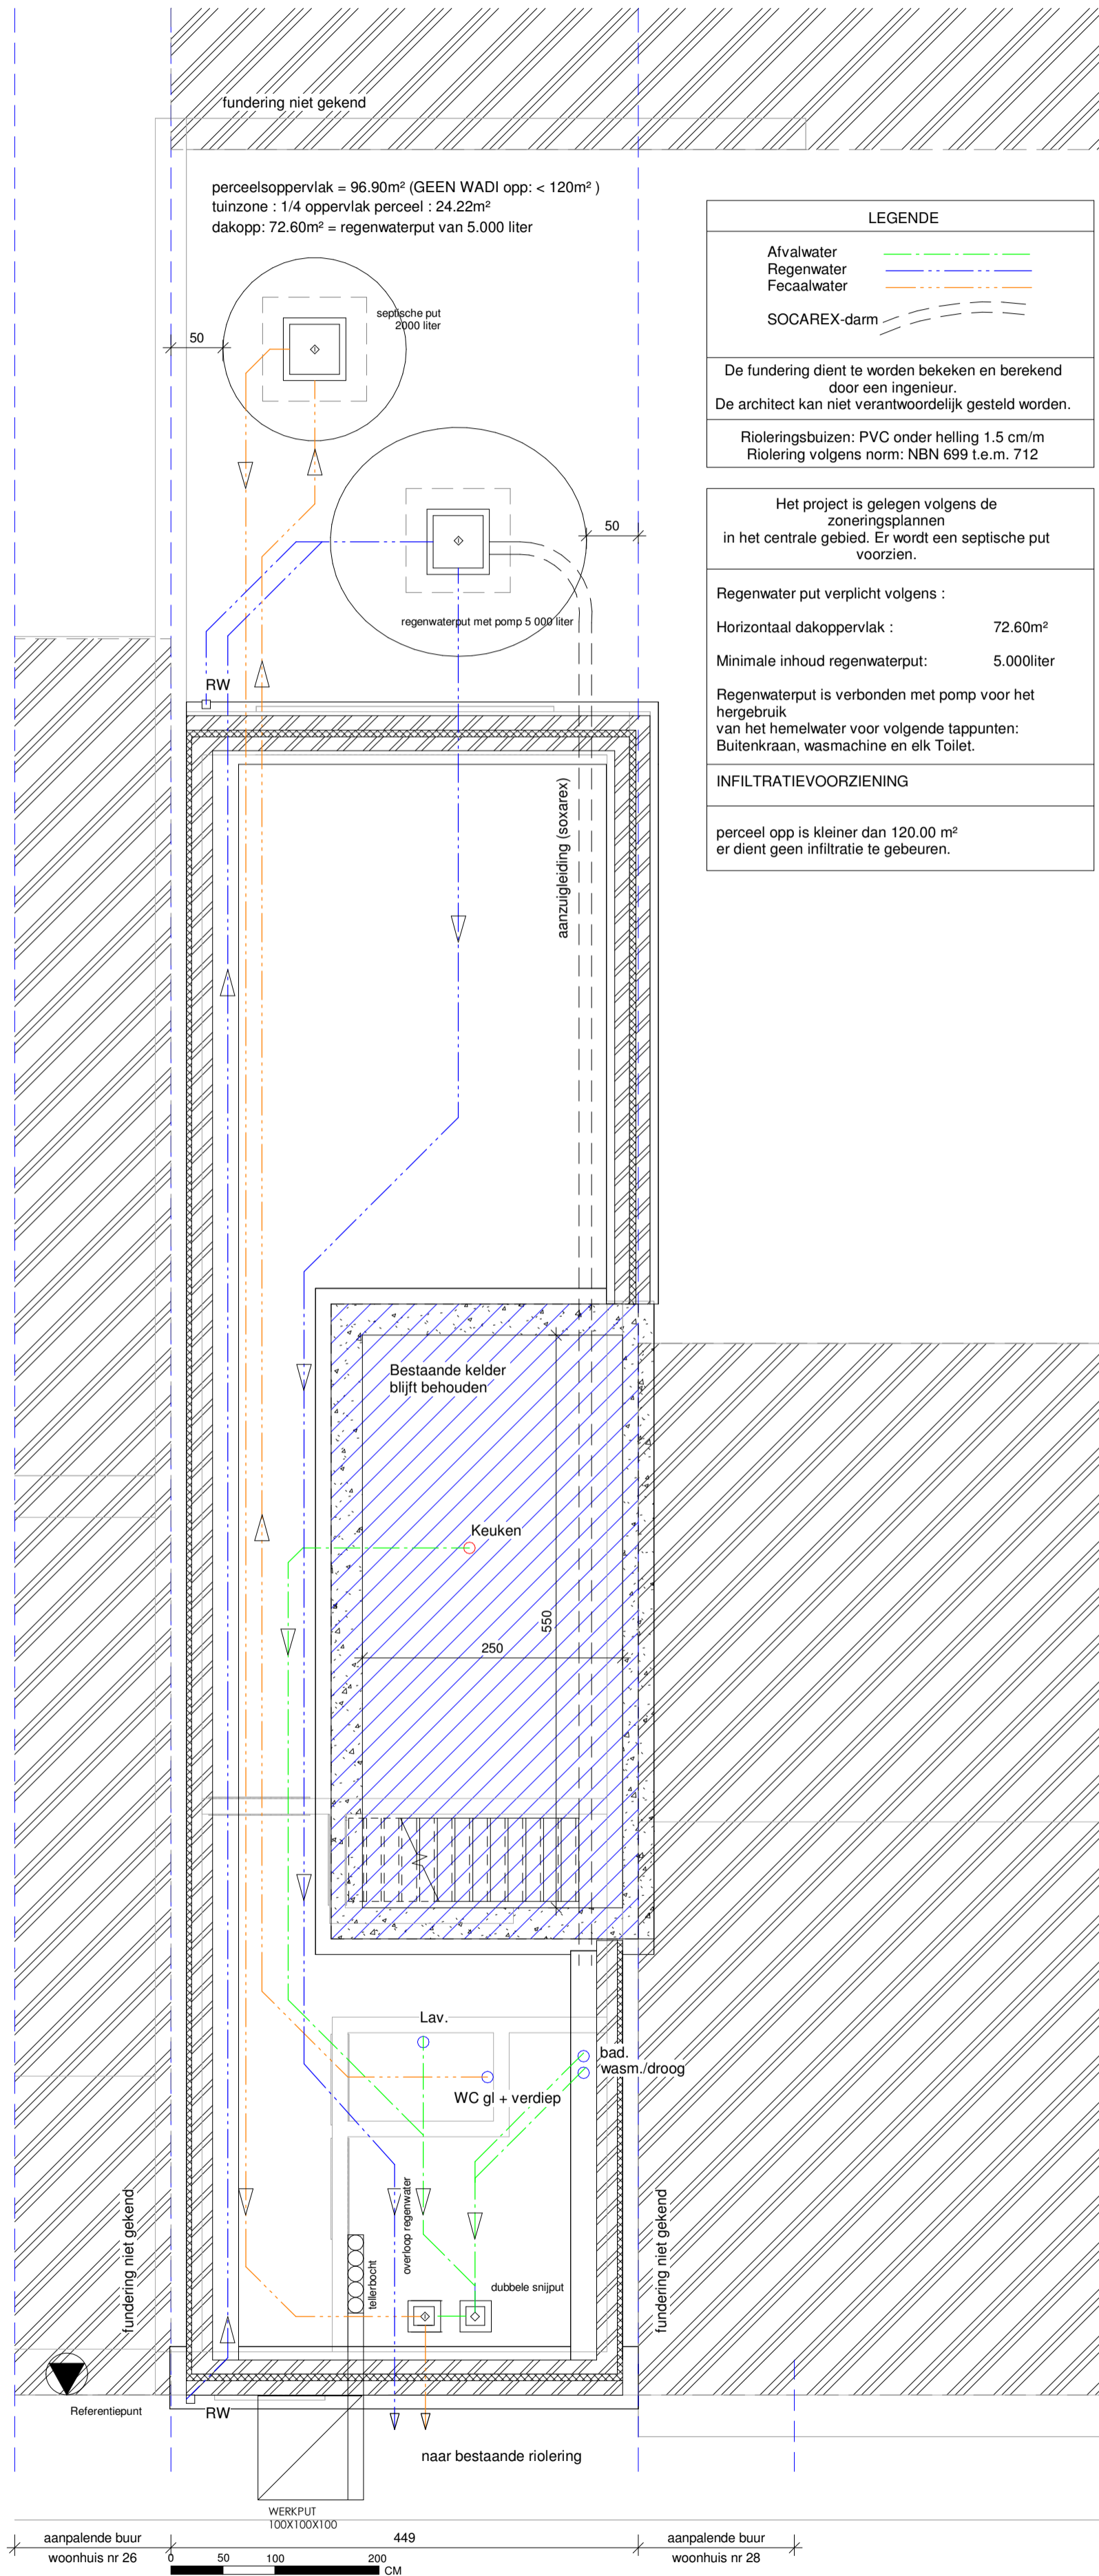 fundering niet gekend
perceelsoppervlak = 96.90m² (GEEN WADI opp: < 120m² )
tuinzone : 1/4 oppervlak perceel : 24.22m²
dakopp: 72.60m² = regenwaterput van 5.000 liter
LEGENDE
Afvalwater
Regenwater
Fecaalwater
SOCAREX-darm
De fundering dient te worden bekeken en berekend
door een ingenieur.
De architect kan niet verantwoordelijk gesteld worden.
Rioleringsbuizen: PVC onder helling 1.5 cm/m
Riolering volgens norm: NBN 699 t.e.m. 712
septische put
2000 liter
50
Het project is gelegen volgens de
zoneringsplannen
in het centrale gebied. Er wordt een septische put
voorzien.
50
Regenwater put verplicht volgens :
Horizontaal dakoppervlak : 72.60m²
Minimale inhoud regenwaterput: 5.000liter
Regenwaterput is verbonden met pomp voor het
hergebruik
van het hemelwater voor volgende tappunten:
Buitenkraan, wasmachine en elk Toilet.
INFILTRATIEVOORZIENING
perceel opp is kleiner dan 120.00 m²
er dient geen infiltratie te gebeuren.
regenwaterput met pomp 5 000 liter
RW
aanzuigleiding (soxarex)
Bestaande kelder
blijft behouden
Keuken
550
250
Lav.
bad.
wasm./droog
WC gl + verdiep
overloop regenwater
tellerbocht
dubbele snijput
fundering niet gekend
fundering niet gekend
Referentiepunt
RW
naar bestaande riolering
WERKPUT
100X100X100
aanpalende buur
woonhuis nr 26
449
aanpalende buur
woonhuis nr 28
0 50 100 200
CM